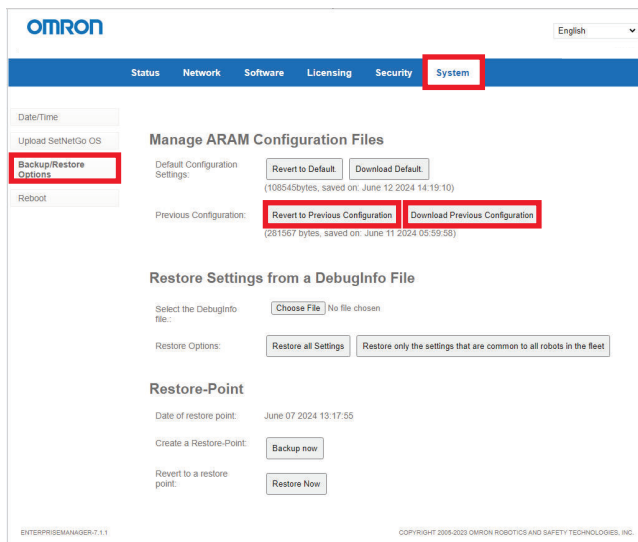 OMRON
English
Status Network Software Licensing Security System
Date/Time
Upload SetNetGo OS
Backup/Restore
Options
Reboot
Manage ARAM Configuration Files
Default Configuration
Settings:
Revert to Default. Download Default.
(108545bytes, saved on: June 12 2024 14:19:10)
Previous Configuration:
Revert to Previous Configuration Download Previous Configuration
(281567 bytes, saved on: June 11 2024 05:59:58)
Restore Settings from a DebugInfo File
Select the DebugInfo
file.:
Choose File No file chosen
Restore Options:
Restore all Settings Restore only the settings that are common to all robots in the fleet
Restore-Point
Date of restore point: June 07 2024 13:17:55
Create a Restore-Point:
Backup now
Revert to a restore
point:
Restore Now
ENTERPRISEMANAGER-7.1.1 COPYRIGHT 2005-2023 OMRON ROBOTICS AND SAFETY TECHNOLOGIES, INC.